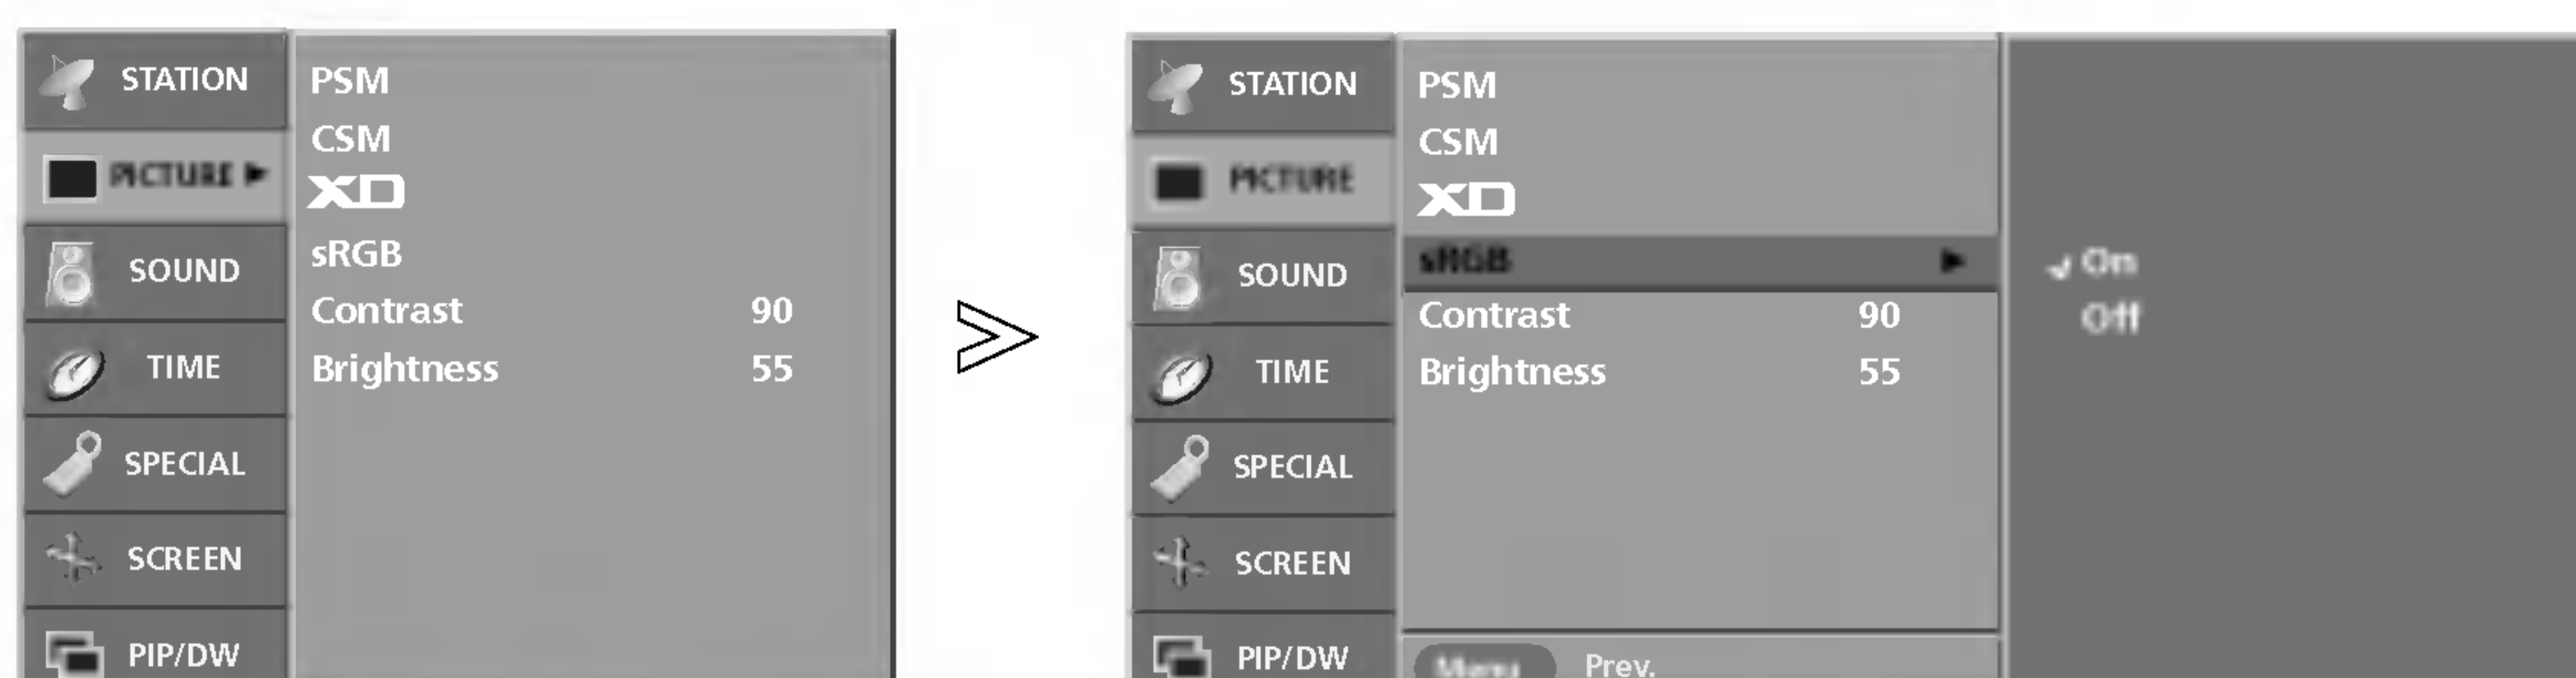 STATION
PICTURE ►
SOUND
TIME
SPECIAL
SCREEN
PIP/DW
PSM
CSM
XD
sRGB
Contrast 90
Brightness 55
STATION
PICTURE
SOUND
TIME
SPECIAL
SCREEN
PIP/DW
PSM
CSM
XD
sRGB ►
Contrast 90
Brightness 55
Menu Prev.
✓ On
Off